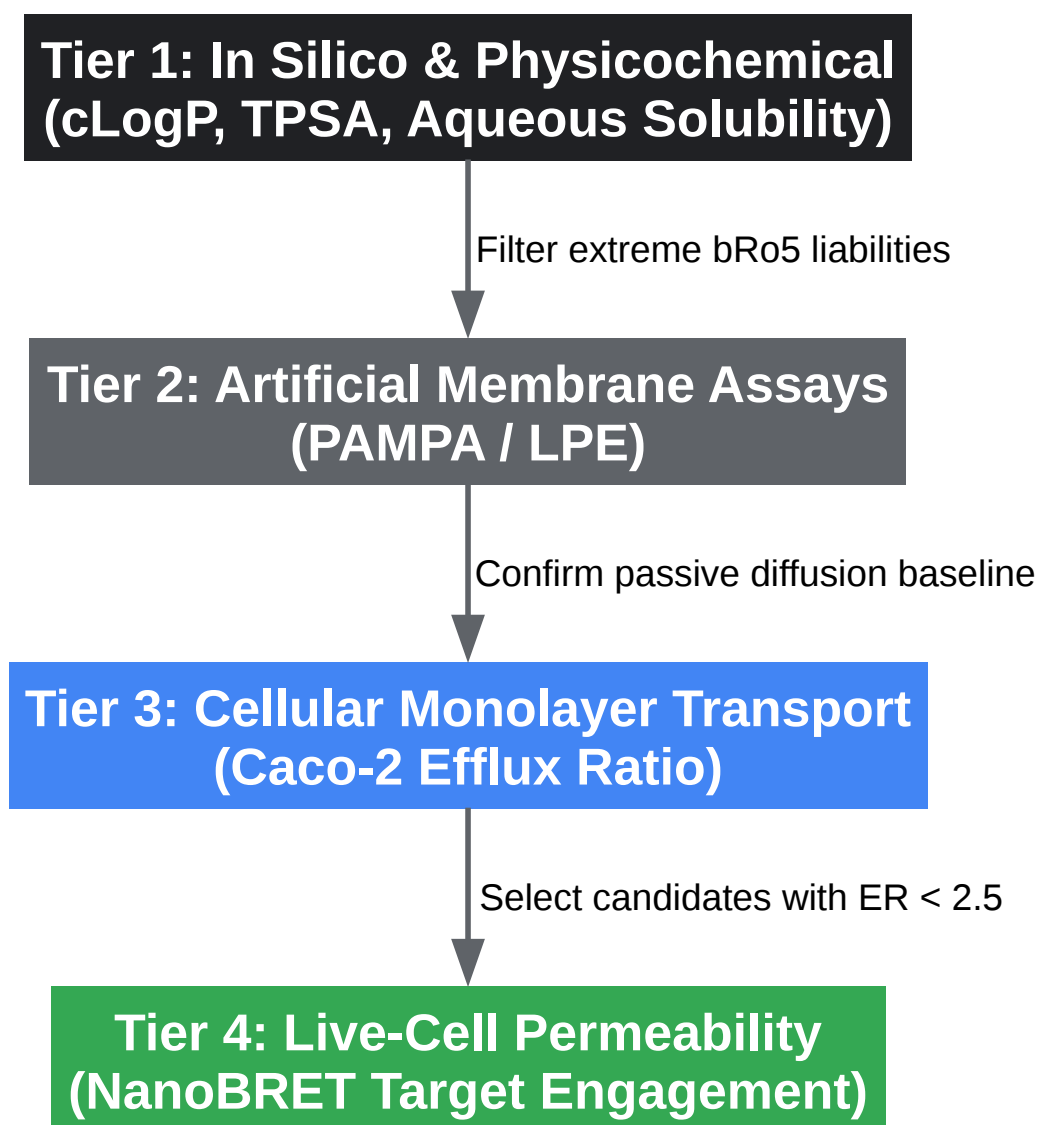 Tier 1: In Silico & Physicochemical
(cLogP, TPSA, Aqueous Solubility)
Filter extreme bRo5 liabilities
Tier 2: Artificial Membrane Assays
(PAMPA / LPE)
Confirm passive diffusion baseline
Tier 3: Cellular Monolayer Transport
(Caco-2 Efflux Ratio)
Select candidates with ER < 2.5
Tier 4: Live-Cell Permeability
(NanoBRET Target Engagement)